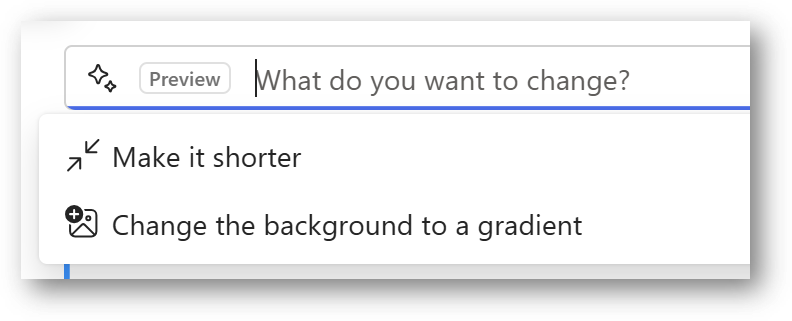 Preview What do you want to change?
Make it shorter
Change the background to a gradient